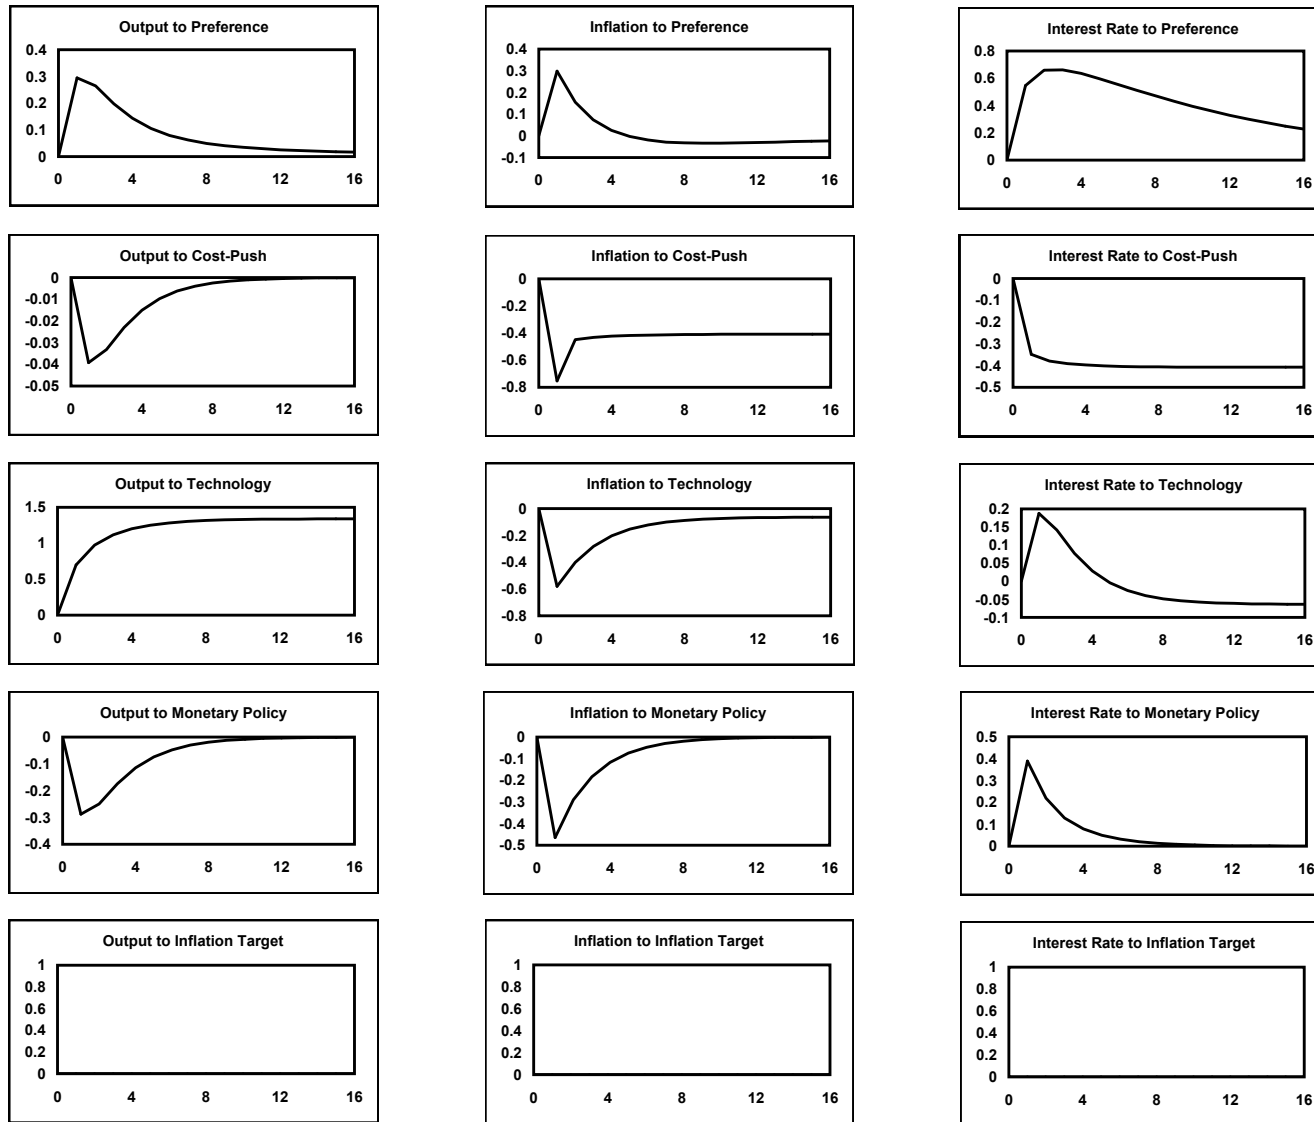 Output to Preference
0.4
0.3
0.2
0.1
0
0 4 8 12 16
Inflation to Preference
0.4
0.3
0.2
0.1
0
-0.1
0 4 8 12 16
Interest Rate to Preference
0.8
0.6
0.4
0.2
0
0 4 8 12 16
Output to Cost-Push
0
-0.01
-0.02
-0.03
-0.04
-0.05
0 4 8 12 16
Inflation to Cost-Push
0
-0.2
-0.4
-0.6
-0.8
0 4 8 12 16
Interest Rate to Cost-Push
0
-0.1
-0.2
-0.3
-0.4
-0.5
0 4 8 12 16
Output to Technology
1.5
1
0.5
0
0 4 8 12 16
Inflation to Technology
0
-0.2
-0.4
-0.6
-0.8
0 4 8 12 16
Interest Rate to Technology
0.2
0.15
0.1
0.05
0
-0.05
-0.1
0 4 8 12 16
Output to Monetary Policy
0
-0.1
-0.2
-0.3
-0.4
0 4 8 12 16
Inflation to Monetary Policy
0
-0.1
-0.2
-0.3
-0.4
-0.5
0 4 8 12 16
Interest Rate to Monetary Policy
0.5
0.4
0.3
0.2
0.1
0
0 4 8 12 16
Output to Inflation Target
1
0.8
0.6
0.4
0.2
0
0 4 8 12 16
Inflation to Inflation Target
1
0.8
0.6
0.4
0.2
0
0 4 8 12 16
Interest Rate to Inflation Target
1
0.8
0.6
0.4
0.2
0
0 4 8 12 16